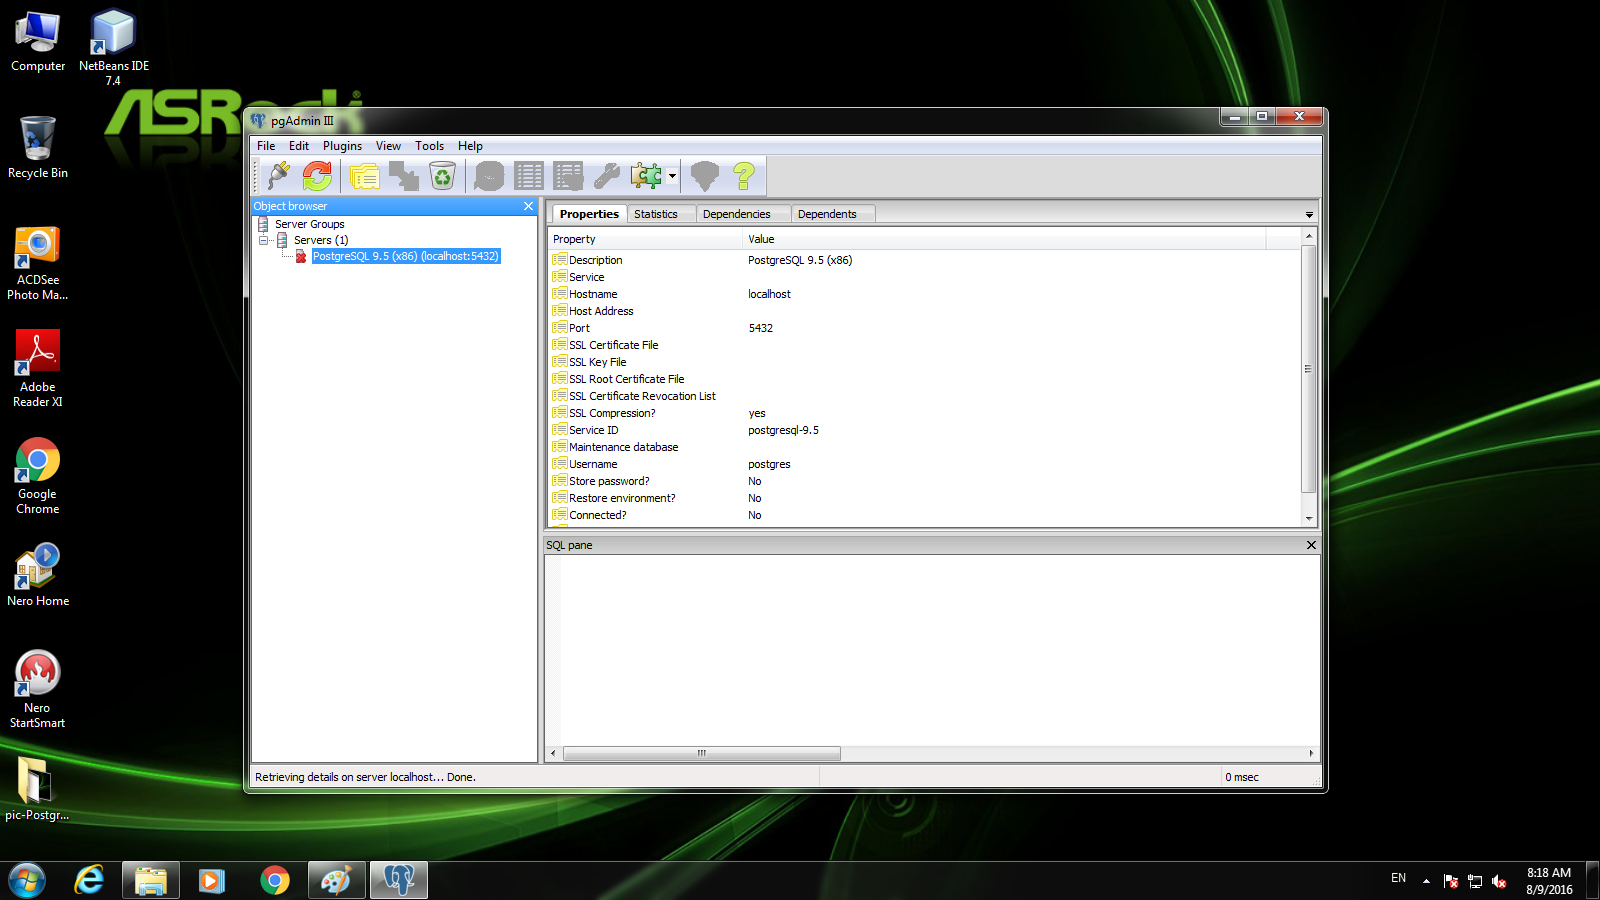 Computer
NetBeans IDE
7.4
ASRock
Recycle Bin
ACDSee
Photo Ma...
Adobe
Reader XI
Google
Chrome
Nero Home
Nero
StartSmart
pic-Postgr...
pgAdmin III
File Edit Plugins View Tools Help
Object browser
Server Groups
Servers (1)
PostgreSQL 9.5 (x86) (localhost:5432)
Properties Statistics Dependencies Dependents
Property Value
Description PostgreSQL 9.5 (x86)
Service
Hostname localhost
Host Address
Port 5432
SSL Certificate File
SSL Key File
SSL Root Certificate File
SSL Certificate Revocation List
SSL Compression? yes
Service ID postgresql-9.5
Maintenance database
Username postgres
Store password? No
Restore environment? No
Connected? No
SQL pane
Retrieving details on server localhost... Done.
0 msec
EN
8:18 AM
8/9/2016